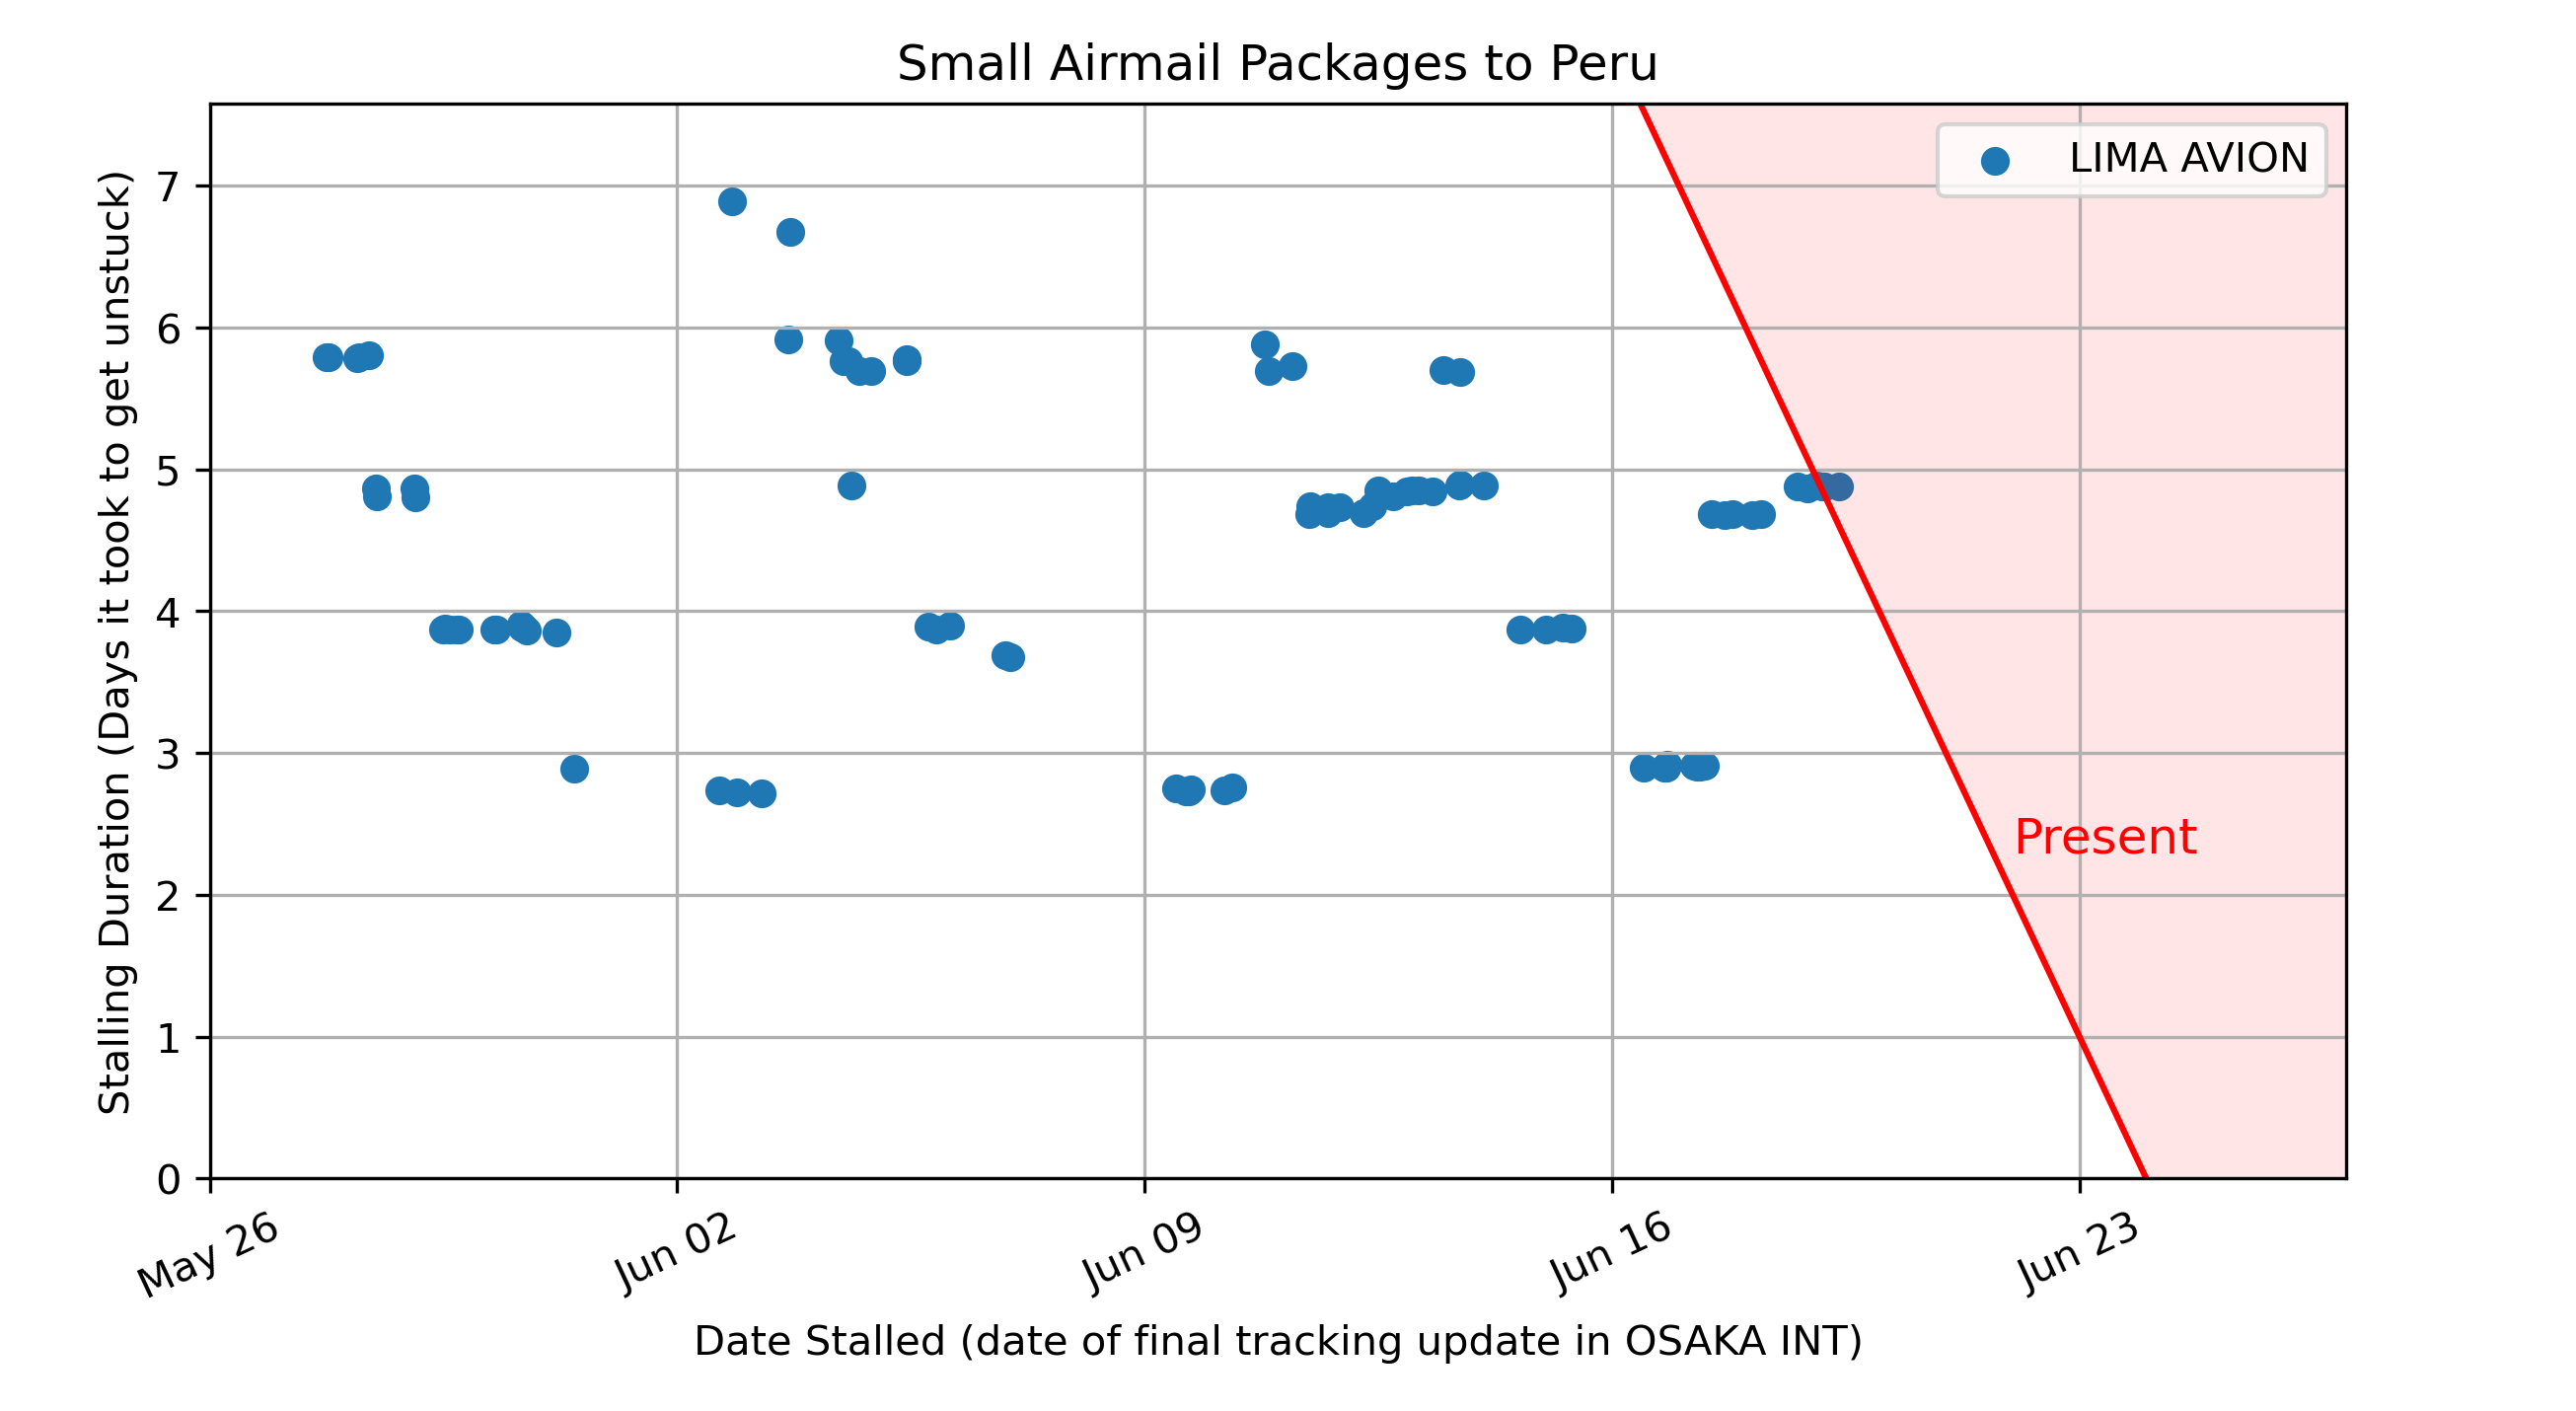 Small Airmail Packages to Peru
Stalling Duration (Days it took to get unstuck)
7
6
5
4
3
2
1
0
LIMA AVION
Present
May 26
Jun 02
Jun 09
Jun 16
Jun 23
Date Stalled (date of final tracking update in OSAKA INT)